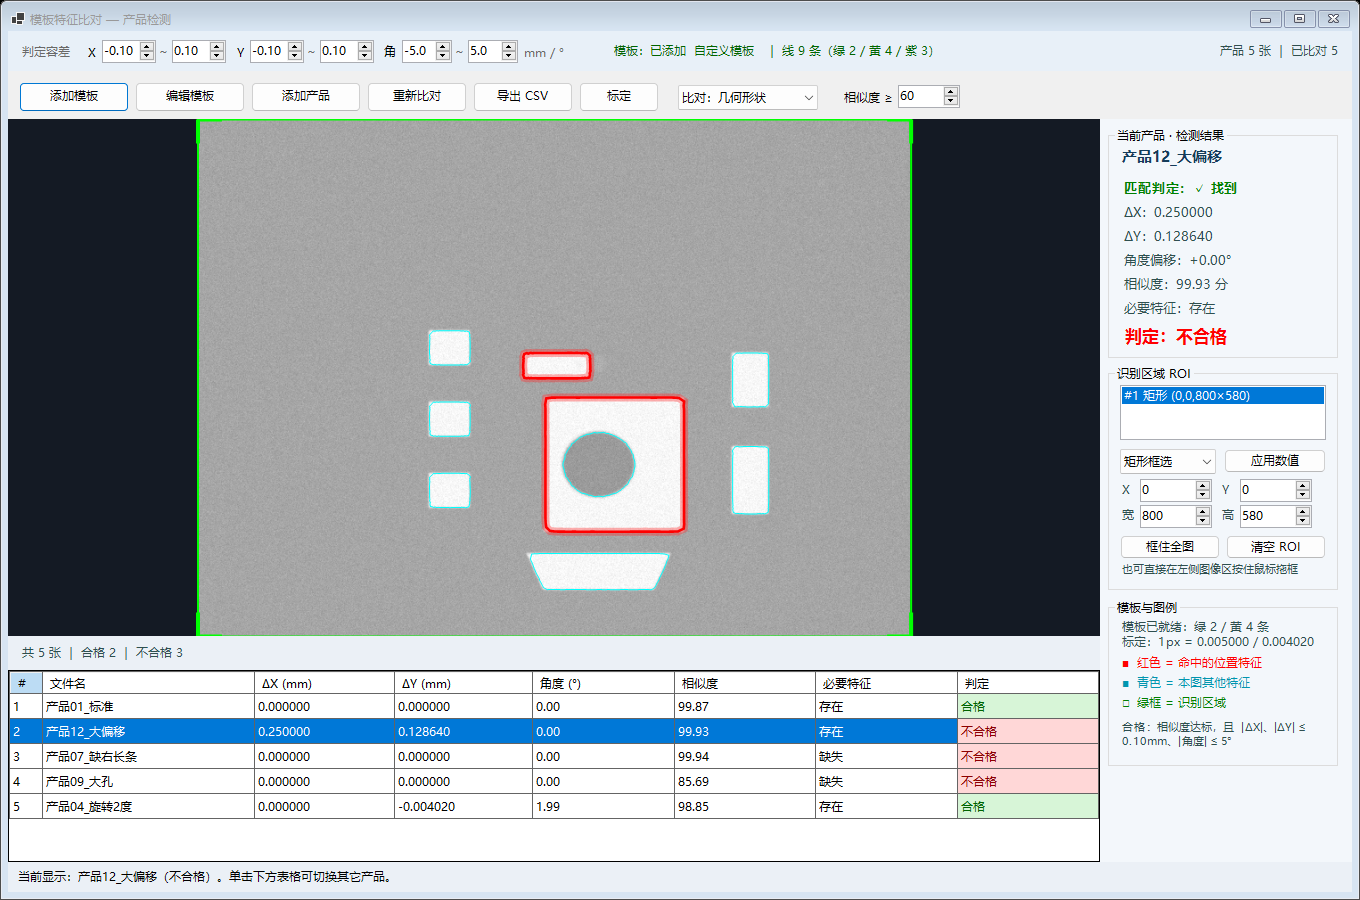 模板特征比对 — 产品检测
判定容差 X -0.10 ~ 0.10 Y -0.10 ~ 0.10 角 -5.0 ~ 5.0 mm / ° 模板：已添加 自定义模板 | 线 9 条（绿 2 / 黄 4 / 紫 3） 产品 5 张 | 已比对 5
添加模板 编辑模板 添加产品 重新比对 导出 CSV 标定 比对：几何形状 相似度 ≥ 60
当前产品 · 检测结果
产品12_大偏移
匹配判定： ✓ 找到
ΔX： 0.250000
ΔY： 0.128640
角度偏移： +0.00°
相似度： 99.93 分
必要特征：存在
判定：不合格
识别区域 ROI
#1 矩形 (0,0,800×580)
矩形框选 应用数值
X 0 Y 0
宽 800 高 580
框住全图 清空 ROI
也可直接在左侧图像区按住鼠标拖框
模板与图例
模板已就绪：绿 2 / 黄 4 条
标定： 1px = 0.005000 / 0.004020
■ 红色 = 命中的位置特征
■ 青色 = 本图其他特征
□ 绿框 = 识别区域
合格：相似度达标，且 |ΔX|、|ΔY| ≤
0.10mm、|角度| ≤ 5°
共 5 张 | 合格 2 | 不合格 3
# 文件名 ΔX (mm) ΔY (mm) 角度 (°) 相似度 必要特征 判定
1 产品01_标准 0.000000 0.000000 0.00 99.87 存在 合格
2 产品12_大偏移 0.250000 0.128640 0.00 99.93 存在 不合格
3 产品07_缺右长条 0.000000 0.000000 0.00 99.94 缺失 不合格
4 产品09_大孔 0.000000 0.000000 0.00 85.69 缺失 不合格
5 产品04_旋转2度 0.000000 -0.004020 1.99 98.85 存在 合格
当前显示：产品12_大偏移（不合格）。单击下方表格可切换其它产品。